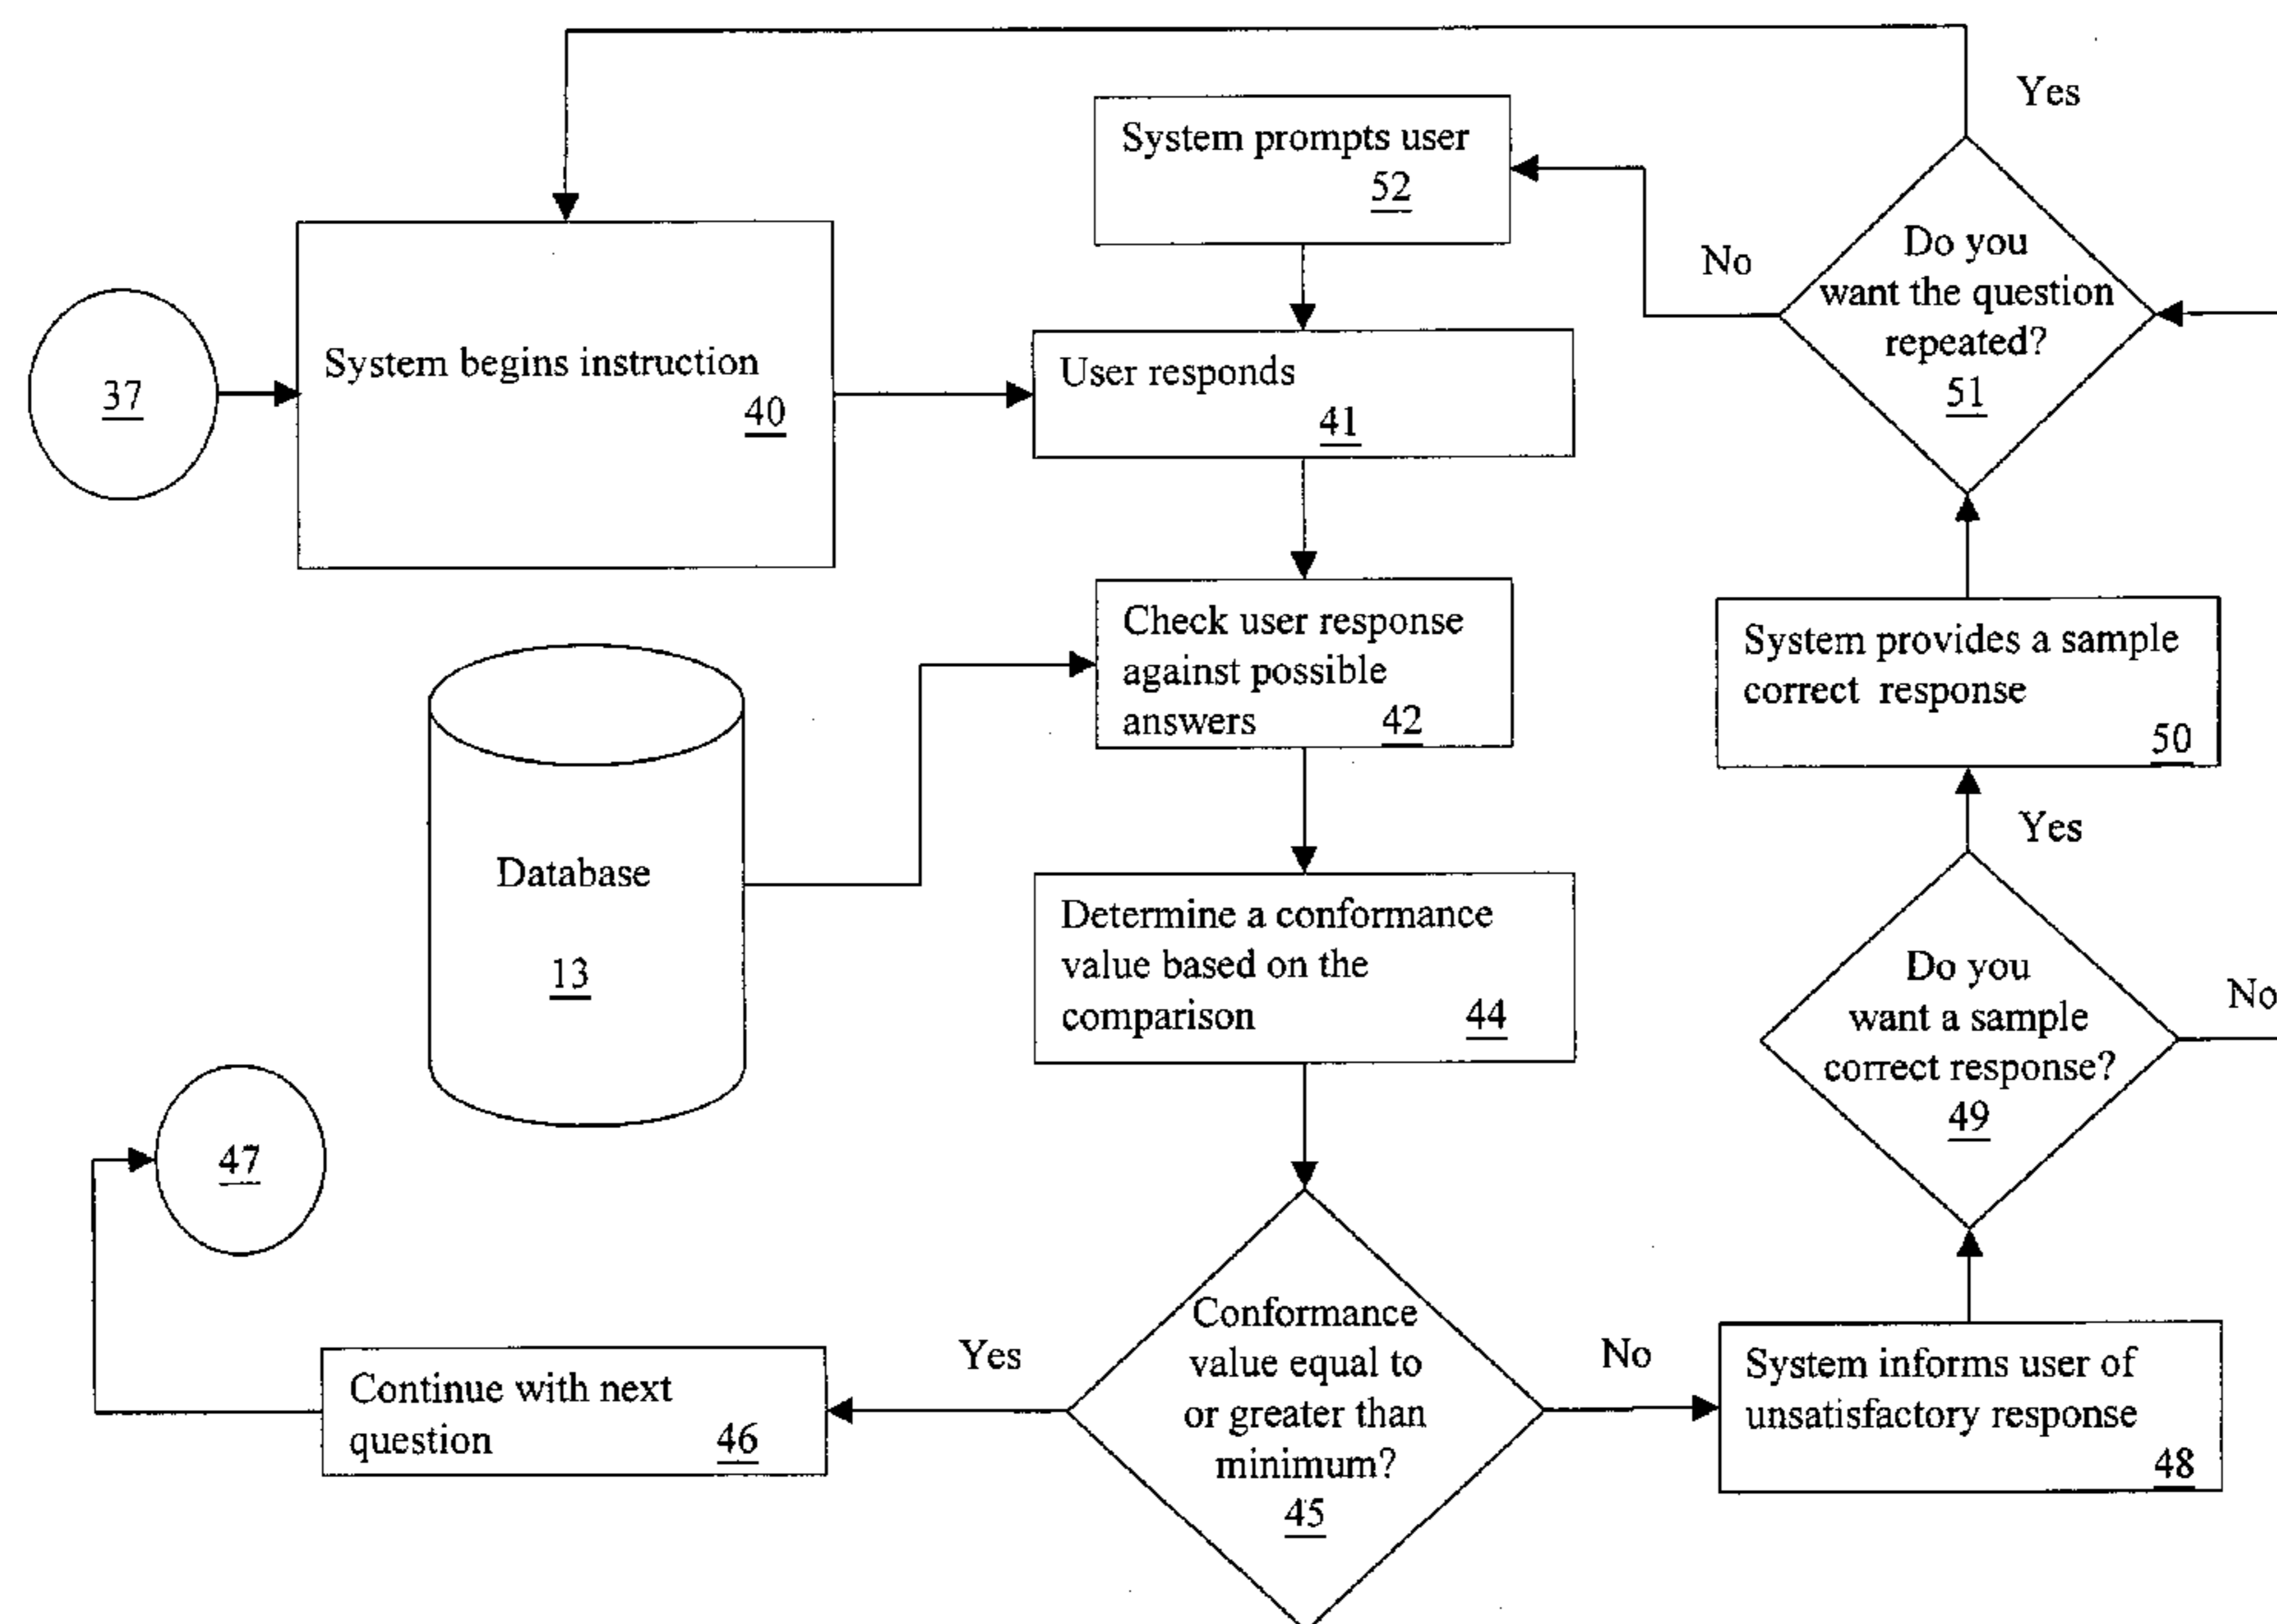 Yes
System prompts user
52
Do you
want the question
repeated?
51
No
37
System begins instruction
40
User responds
41
Check user response
against possible
answers 42
System provides a sample
correct response
50
Yes
Database
13
Determine a conformance
value based on the
comparison 44
Do you
want a sample
correct response?
49
No
47
Conformance
value equal to
or greater than
minimum?
45
Yes
No
Continue with next
question 46
System informs user of
unsatisfactory response
48